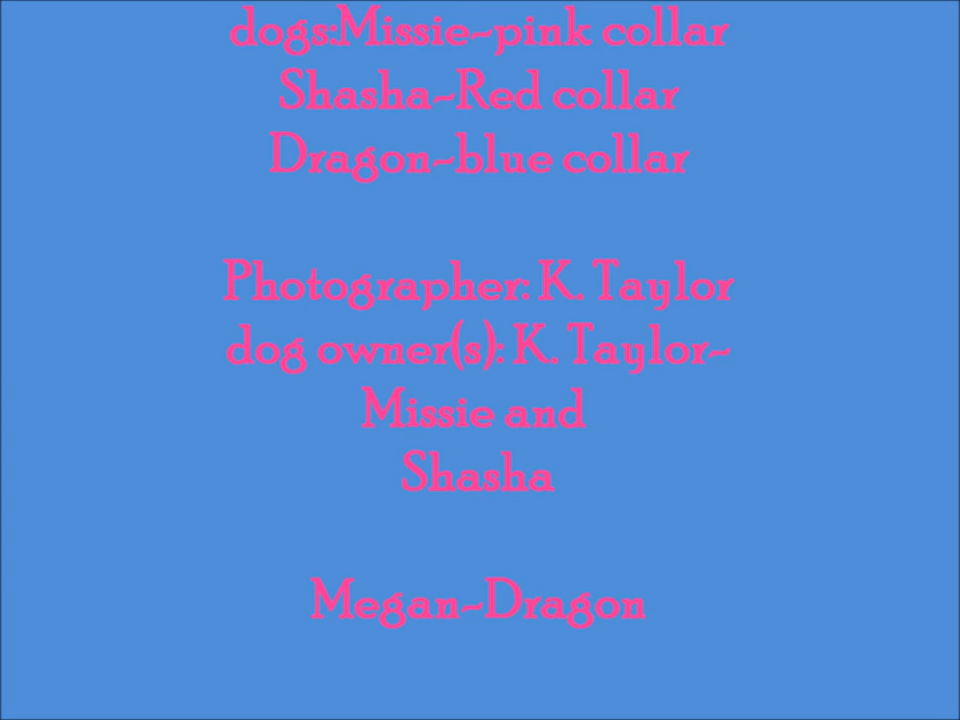 dogs:Missie~pink collar
Shasha~Red collar
Dragon~blue collar
Photographer: K. Taylor
dog owner(s): K. Taylor~
Missie and
Shasha
Megan~Dragon